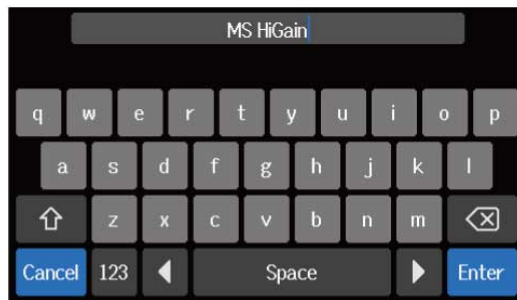 MS HiGain
q w e r t y u i o p
a s d f g h j k l
z x c v b n m
Cancel 123 Space Enter